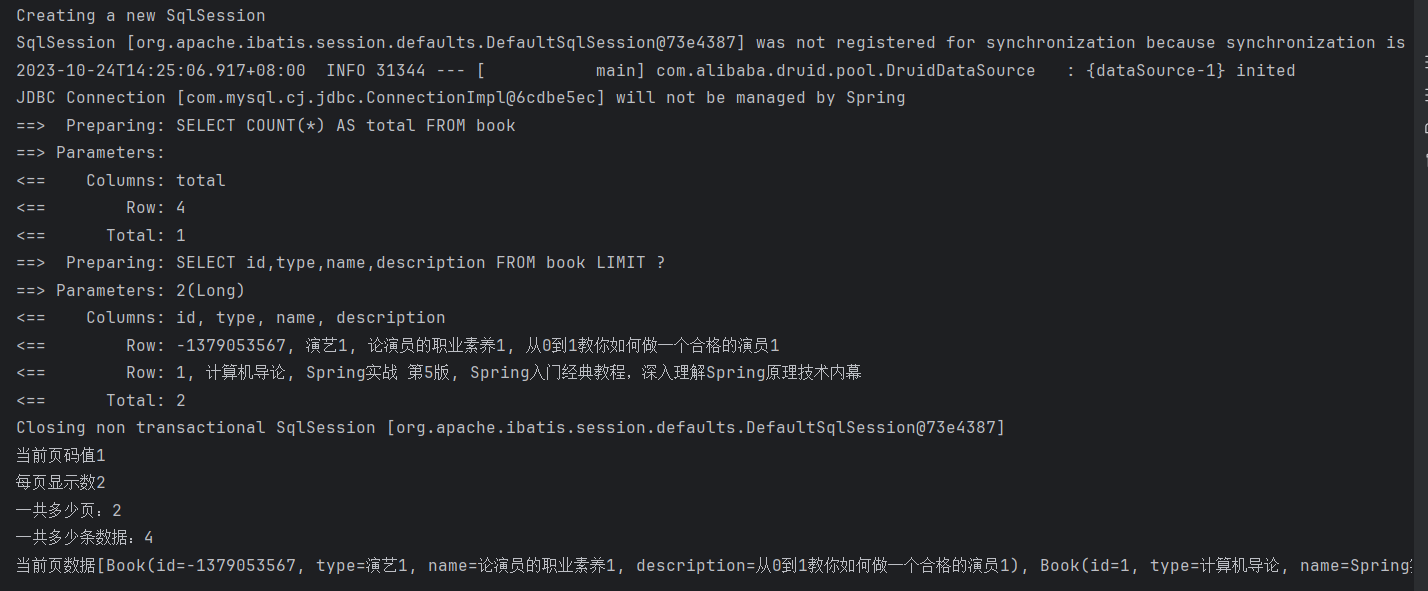 Creating a new SqlSession
SqlSession [org.apache.ibatis.session.defaults.DefaultSqlSession@73e4387] was not registered for synchronization because synchronization is
2023-10-24T14:25:06.917+08:00  INFO 31344 --- [           main] com.alibaba.druid.pool.DruidDataSource   : {dataSource-1} inited
JDBC Connection [com.mysql.cj.jdbc.ConnectionImpl@6cdbe5ec] will not be managed by Spring
==>  Preparing: SELECT COUNT(*) AS total FROM book
==> Parameters:
<==    Columns: total
<==        Row: 4
<==      Total: 1
==>  Preparing: SELECT id,type,name,description FROM book LIMIT ?
==> Parameters: 2(Long)
<==    Columns: id, type, name, description
<==        Row: -1379053567, 演艺1, 论演员的职业素养1, 从0到1教你如何做一个合格的演员1
<==        Row: 1, 计算机导论, Spring实战 第5版, Spring入门经典教程，深入理解Spring原理技术内幕
<==      Total: 2
Closing non transactional SqlSession [org.apache.ibatis.session.defaults.DefaultSqlSession@73e4387]
当前页码值1
每页显示数2
一共多少页：2
一共多少条数据：4
当前页数据[Book(id=-1379053567, type=演艺1, name=论演员的职业素养1, description=从0到1教你如何做一个合格的演员1), Book(id=1, type=计算机导论, name=Spring